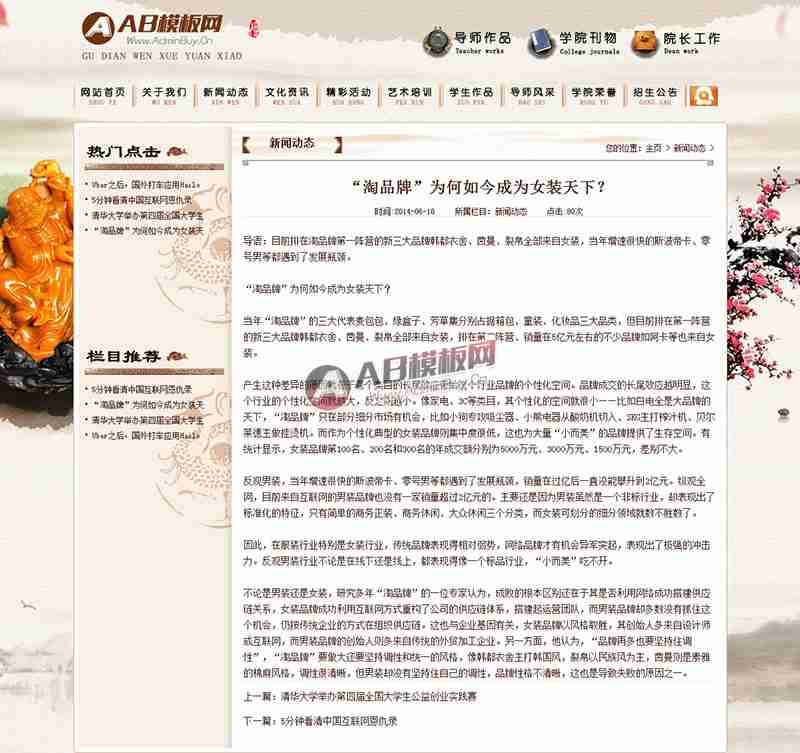 AB模板网
Www.AdminBuy.Cn
GU DIAN WEN XUE YUAN XIAO
导师作品
Teacher works
学院刊物
College journals
院长工作
Dean work
网站首页
关于我们
新闻动态
文化资讯
精彩活动
艺术培训
学生作品
导师风采
学院荣誉
招生公告
SHOU YE
WO MEN
XIN WEN
WEN HUA
HUO DONG
PEI XUN
ZUO PIN
DAO SHI
RONG YU
GONG GAO
热门点击
Uber之后，国外打车应用Hailo
5分钟看清中国互联网恩仇录
清华大学举办第四届全国大学生
“淘品牌”为何如今成为女装天
栏目推荐
5分钟看清中国互联网恩仇录
“淘品牌”为何如今成为女装天
清华大学举办第四届全国大学生
Uber之后，国外打车应用Hailo
新闻动态
您的位置：主页 > 新闻动态 >
“淘品牌”为何如今成为女装天下？
时间:2014-06-10 所属栏目：新闻动态 点击:80次
导语：目前排在淘品牌第一阵营的新三大品牌韩都衣舍、茵曼、裂帛全部来自女装，当年增速很快的斯波帝卡、零
号男等都遇到了发展瓶颈。
“淘品牌”为何如今成为女装天下？
当年“淘品牌”的三大代表麦包包、绿盒子、芳草集分别占据箱包、童装、化妆品三大品类，但目前排在第一阵营
的新三大品牌韩都衣舍、茵曼、裂帛全部来自女装，排在第二阵营、销量在5亿元左右的不少品牌如阿卡等也来自女
装。
产生这种差异的原因就在于每个类目的长尾效应带给这个行业品牌的个性化空间。品牌成交的长尾效应越明显，这
个行业的个性化空间就越大，反之则越小。像家电、3C等类目，其个性化的空间就很小——比如白电全是大品牌的
天下，“淘品牌”只在部分细分市场有机会，比如小狗专攻吸尘器、小熊电器从酸奶机切入、SKG主打榨汁机、贝尔
莱德主做挂烫机。而作为个性化典型的女装品牌则集中度很低，这也为大量“小而美”的品牌提供了生存空间。有
统计显示，女装品牌第100名、200名和300名的年成交额分别为5000万元、3000万元、1500万元，差别不大。
反观男装，当年增速很快的斯波帝卡、零号男等都遇到了发展瓶颈，销量在过亿后一直没能攀升到2亿元。纵观全
网，目前来自互联网的男装品牌也没有一家销量超过2亿元的。主要还是因为男装虽然是一个非标行业，却表现出了
标准化的特征，只有简单的商务正装、商务休闲、大众休闲三个分类，而女装可划分的细分领域就数不胜数了。
因此，在服装行业特别是女装行业，传统品牌表现得相对弱势，网络品牌才有机会异军突起，表现出了极强的冲击
力。反观男装行业不论是在线下还是线上，都表现得像一个标品行业，“小而美”吃不开。
不论是男装还是女装，研究多年“淘品牌”的一位专家认为，成败的根本区别还在于其是否利用网络成功搭建供应
链关系，女装品牌成功利用互联网方式重构了公司的供应链体系，搭建起运营团队，而男装品牌却多数没有抓住这
个机会，仍按传统企业的方式在组织供应链。这也与企业基因有关，女装品牌以风格取胜，其创始人多来自设计师
或互联网，而男装品牌的创始人则多来自传统的外贸加工企业。另一方面，他认为，“品牌再多也要坚持住调
性”，“淘品牌”要做大还要坚持调性和统一的风格，像韩都衣舍主打韩国风，裂帛以民族风为主，茵曼则是素雅
的棉麻风格，调性很清晰，但男装却没有坚持住自己的调性，品牌性格不清晰，这也是导致失败的原因之一。
上一篇：清华大学举办第四届全国大学生公益创业实践赛
下一篇：5分钟看清中国互联网恩仇录
AB模板网